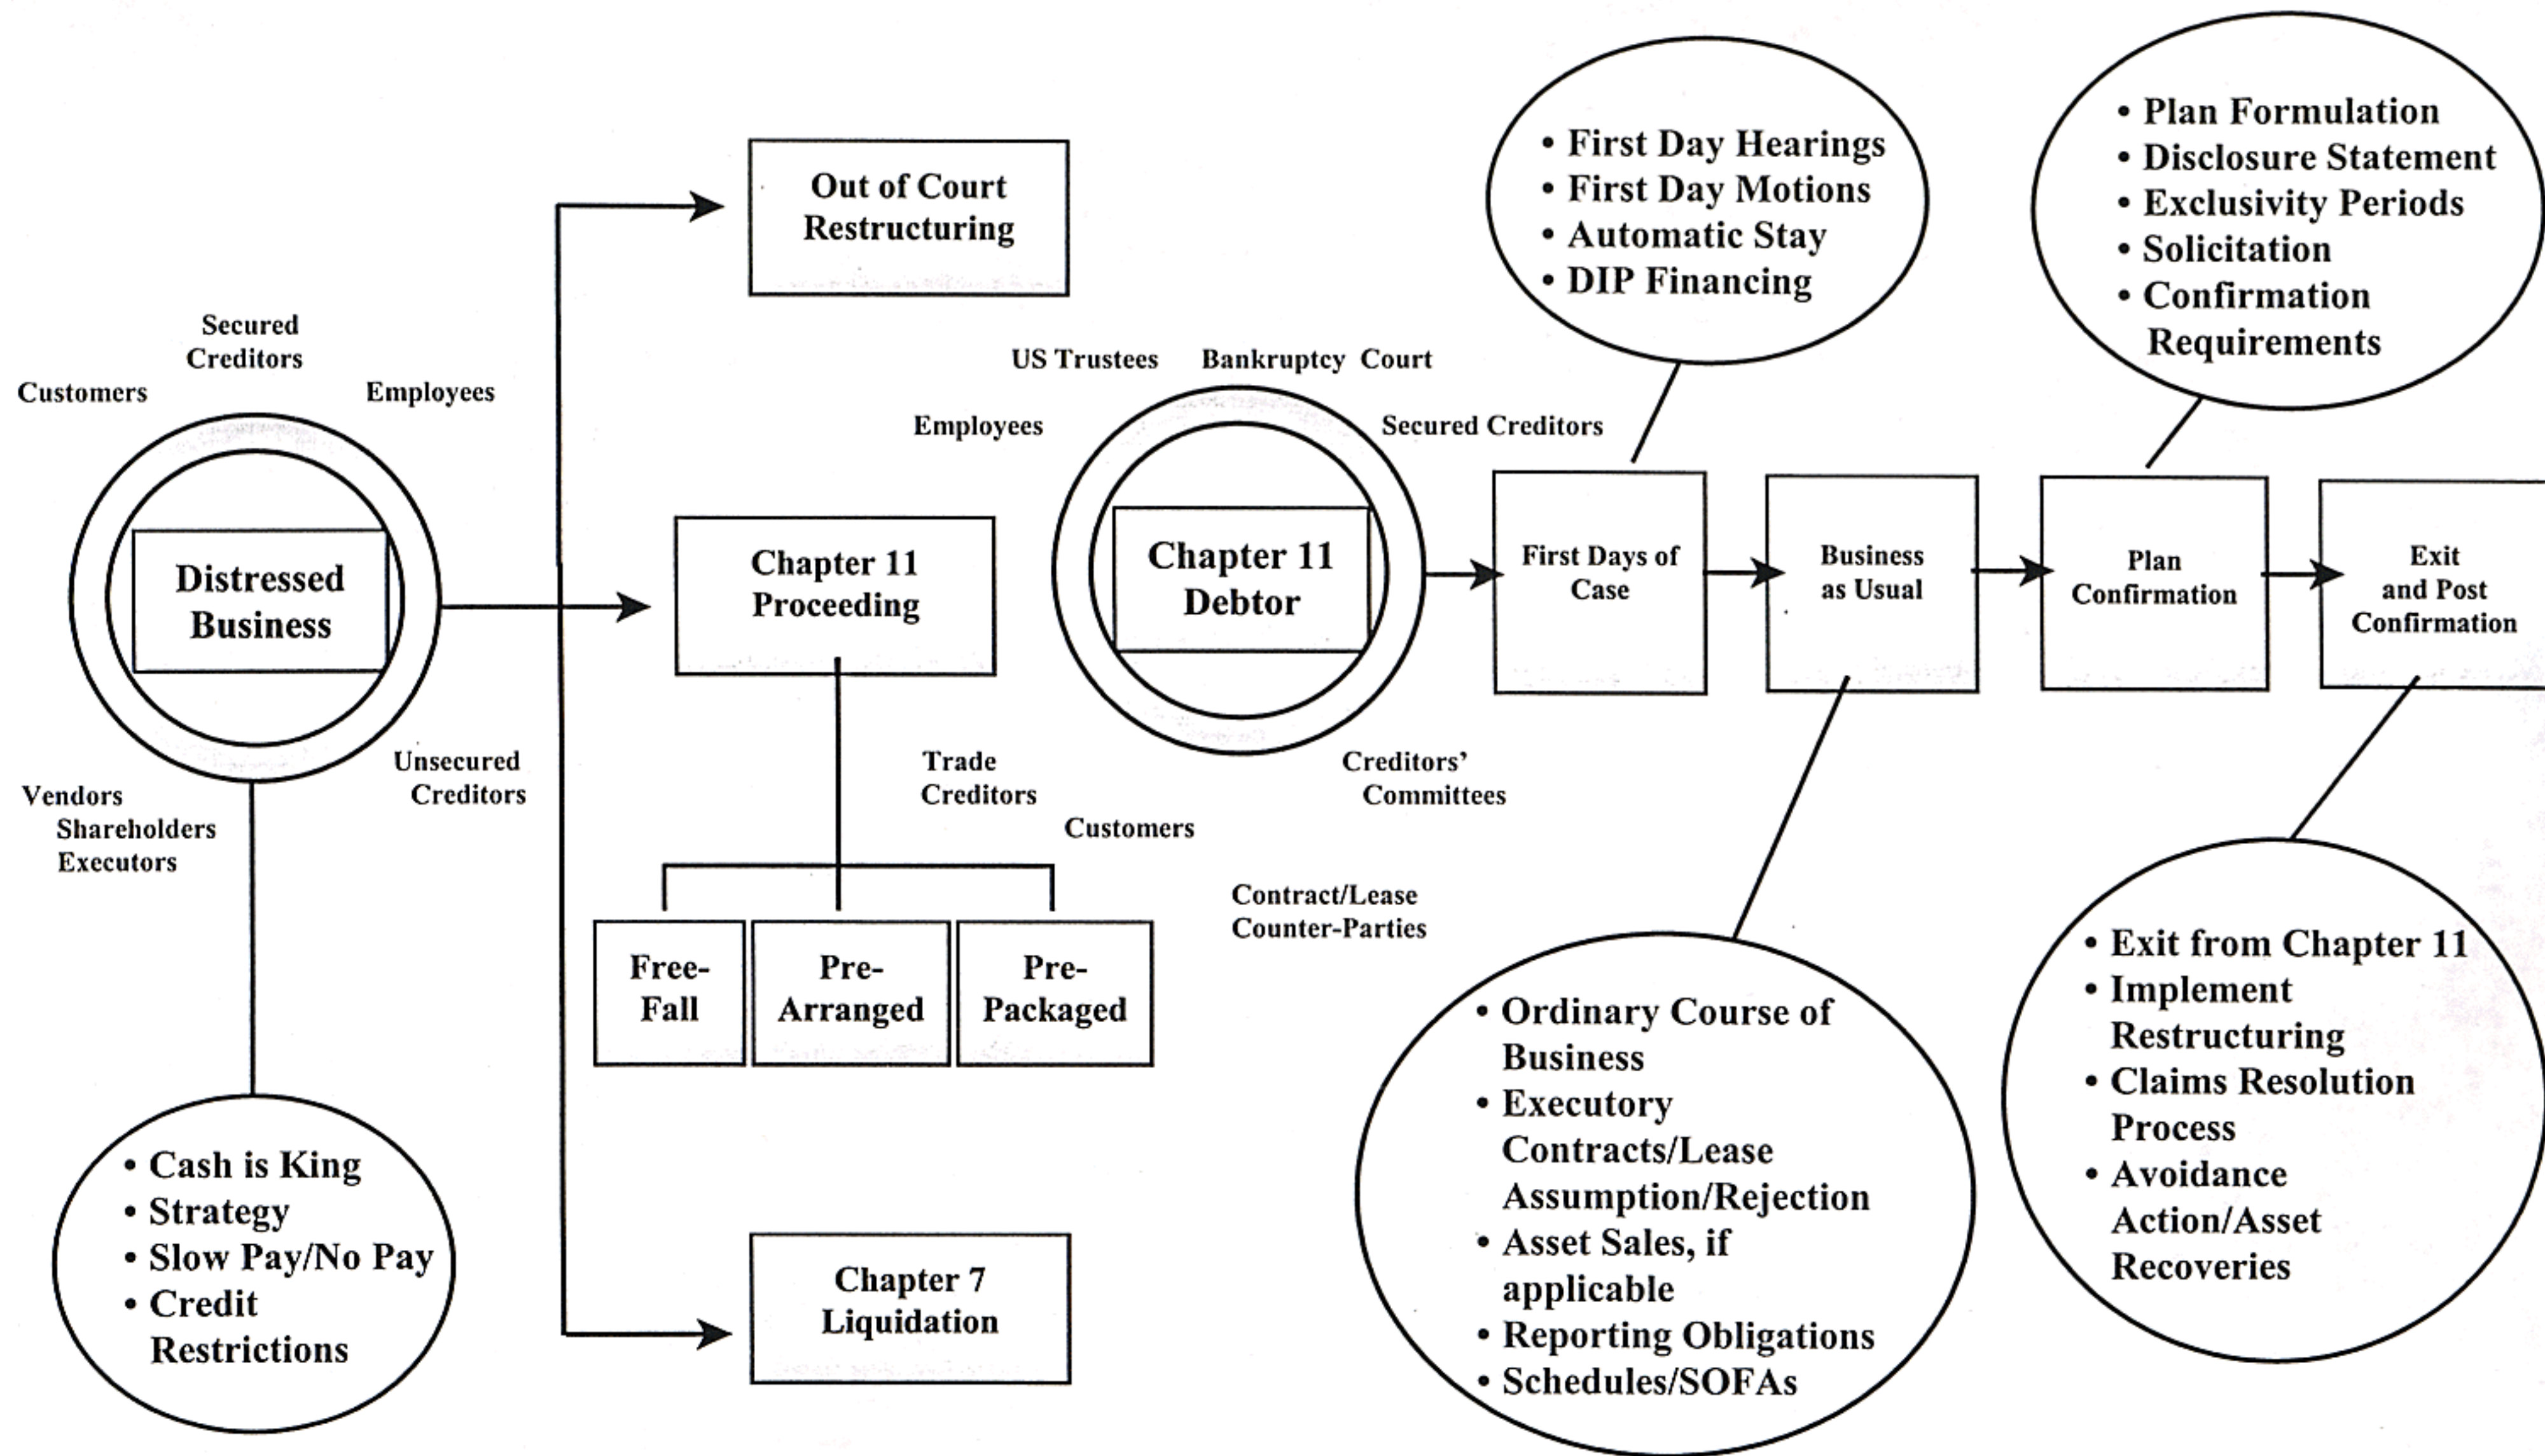 Customers
Secured
Creditors
Employees
Distressed
Business
Vendors
Shareholders
Executors
Unsecured
Creditors
• Cash is King
• Strategy
• Slow Pay/No Pay
• Credit
Restrictions
Out of Court
Restructuring
Chapter 11
Proceeding
Free-
Fall
Pre-
Arranged
Pre-
Packaged
Chapter 7
Liquidation
US Trustees
Bankruptcy Court
Employees
Secured Creditors
Chapter 11
Debtor
Trade
Creditors
Customers
Creditors’
Committees
Contract/Lease
Counter-Parties
• First Day Hearings
• First Day Motions
• Automatic Stay
• DIP Financing
First Days of
Case
Business
as Usual
• Ordinary Course of
Business
• Executory
Contracts/Lease
Assumption/Rejection
• Asset Sales, if
applicable
• Reporting Obligations
• Schedules/SOFAs
• Plan Formulation
• Disclosure Statement
• Exclusivity Periods
• Solicitation
• Confirmation
Requirements
Plan
Confirmation
Exit
and Post
Confirmation
• Exit from Chapter 11
• Implement
Restructuring
• Claims Resolution
Process
• Avoidance
Action/Asset
Recoveries